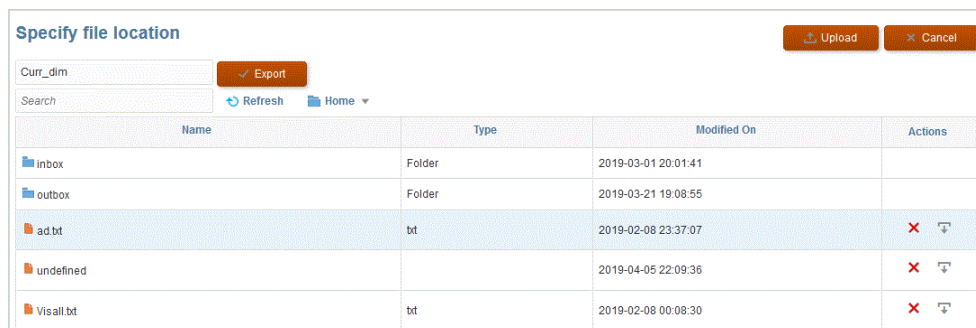 Specify file location
Upload
Cancel
Curr_dim
Export
Search
Refresh
Home
Name Type Modified On Actions
inbox Folder 2019-03-01 20:01:41
outbox Folder 2019-03-21 19:08:55
ad.txt txt 2019-02-08 23:37:07
undefined 2019-04-05 22:09:36
Visall.txt txt 2019-02-08 00:08:30